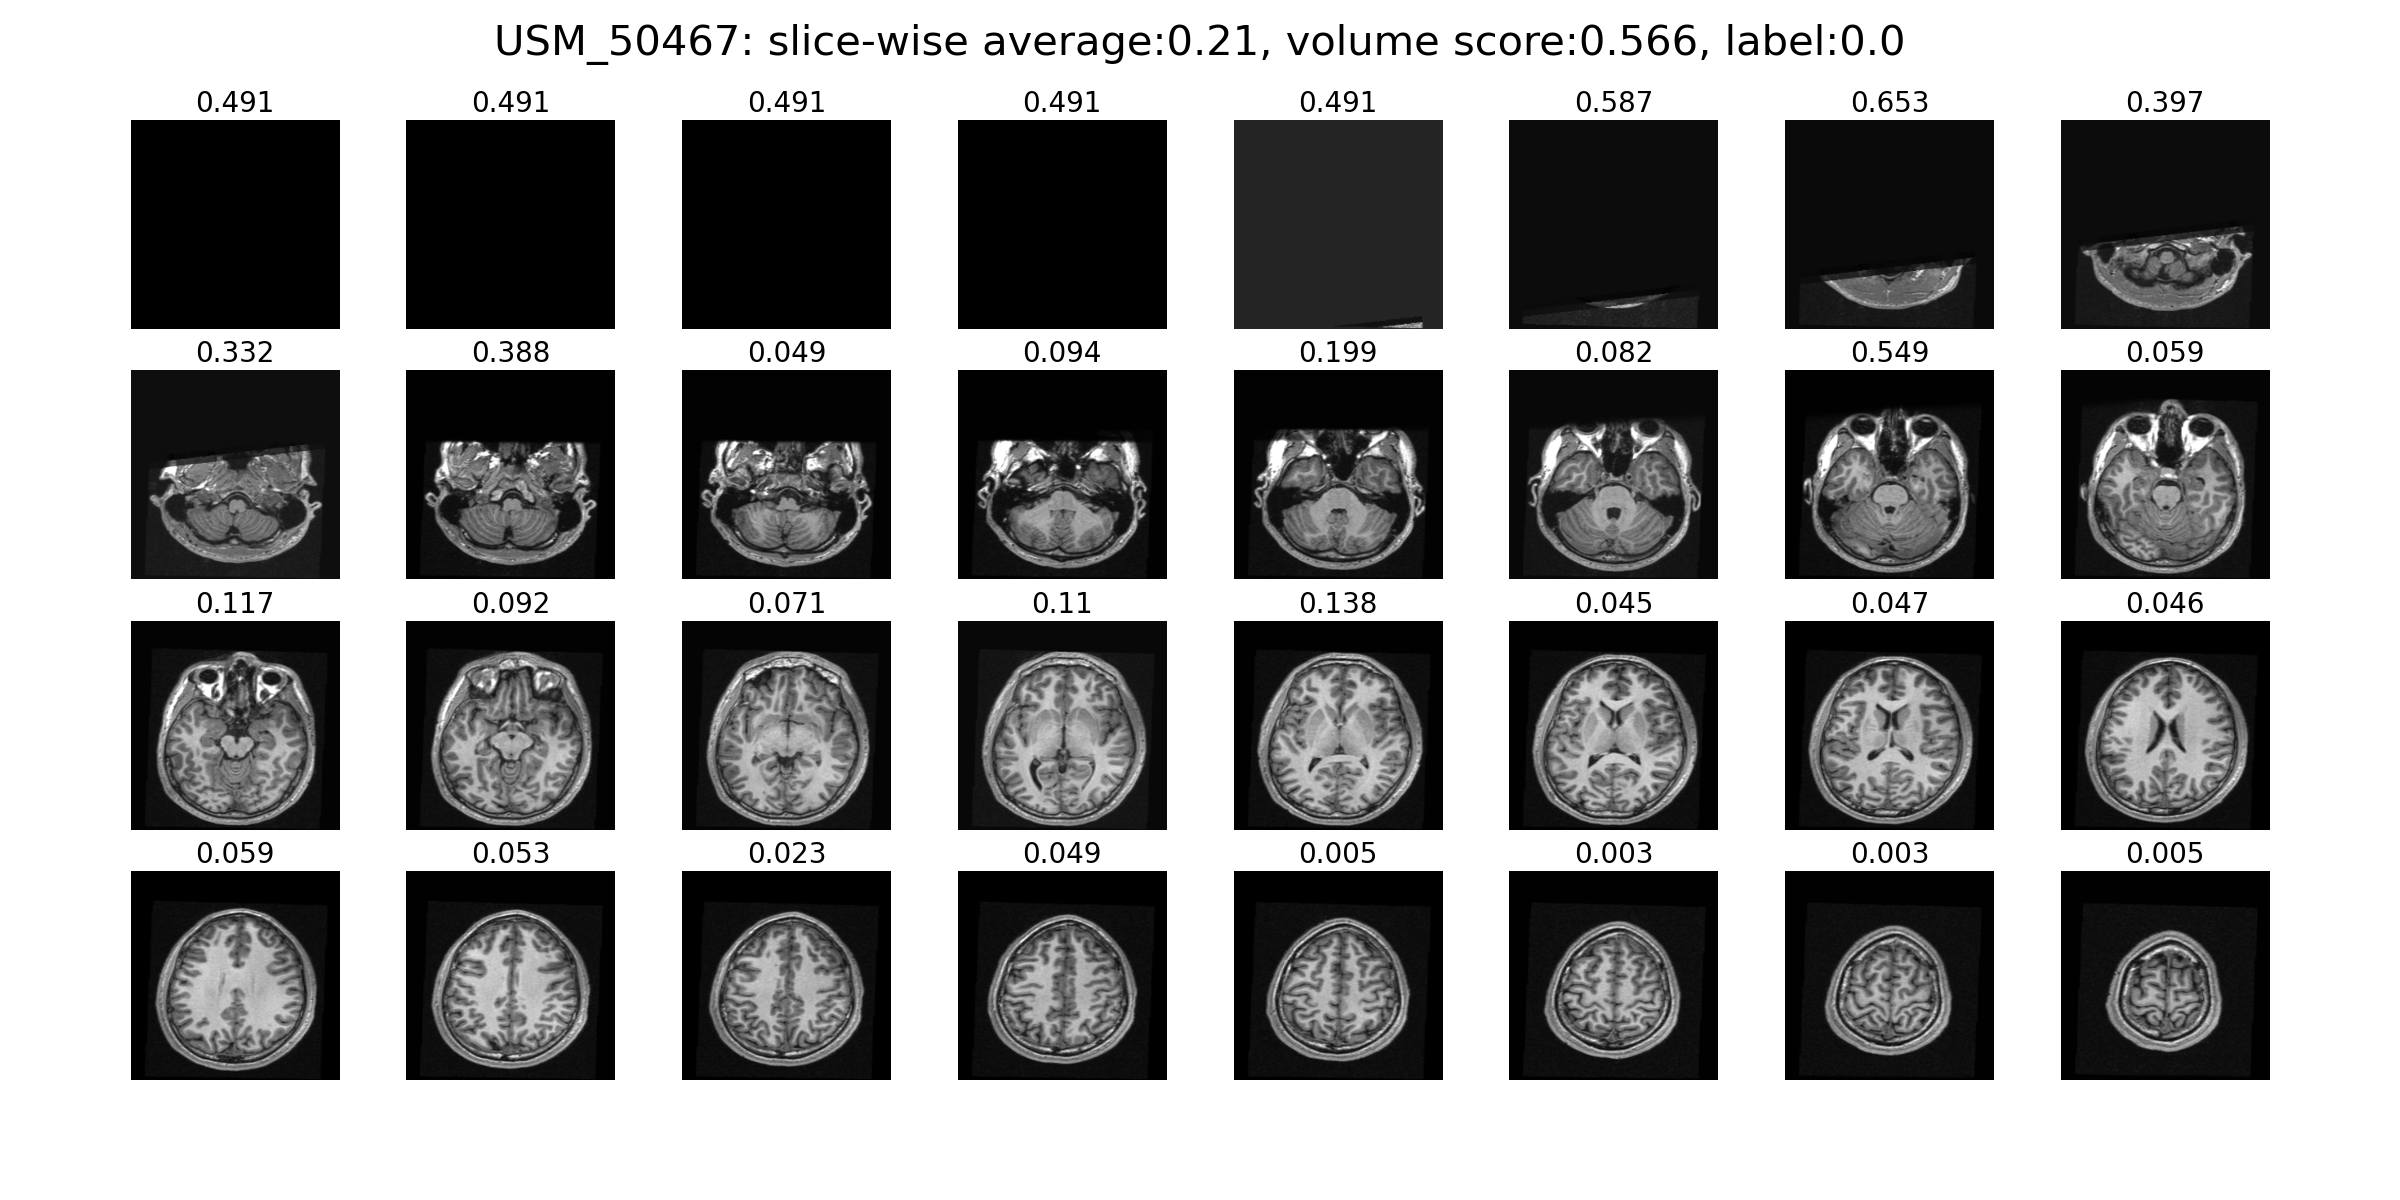 USM_50467: slice-wise average:0.21, volume score:0.566, label:0.0
0.491 0.491 0.491 0.491 0.491 0.587 0.653 0.397
0.332 0.388 0.049 0.094 0.199 0.082 0.549 0.059
0.117 0.092 0.071 0.11 0.138 0.045 0.047 0.046
0.059 0.053 0.023 0.049 0.005 0.003 0.003 0.005